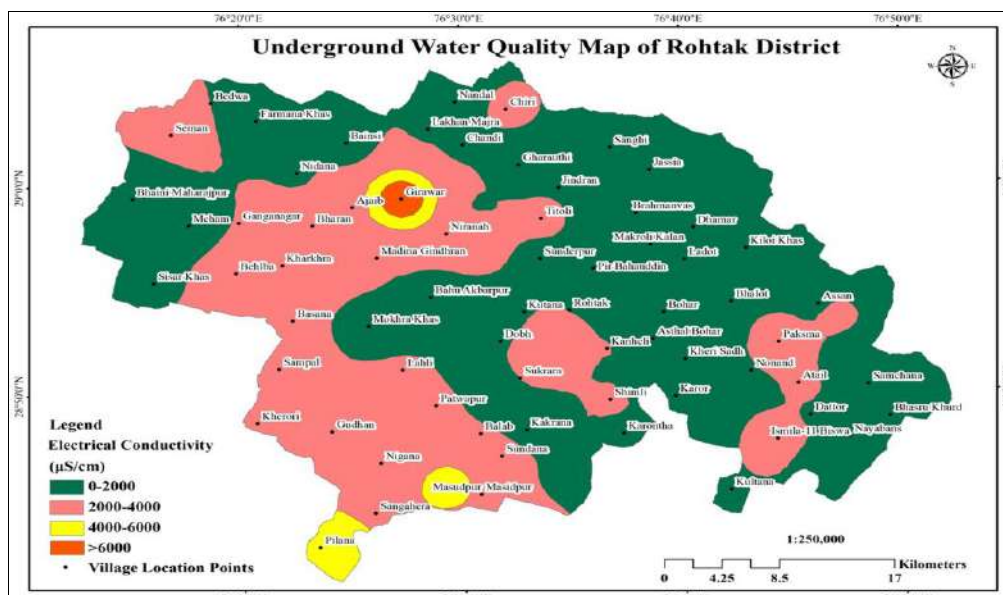 76°20'0"E 76°30'0"E 76°40'0"E 76°50'0"E
Underground Water Quality Map of Rohtak District
N
W E
S
Bedwa
Nandal
Chiri
Farmana Khas
Seman
Lakhan Majra
Bainsi
Chandi
Sanghi
Gharauthi
Jassia
Nidana
Jindran
29°0'0"N
Bhaini Maharajpur
Girawar
Ajaib
Brahmanvas
Meham
Ganganagar
Bharan
Titoli
Dhamar
Niranah
Makroli Kalan
Kiloi Khas
Madina Gindhran
Sunderpur
Ladot
Kharkhra
Pir Bahauddin
Behlba
Sisar Khas
Bahu Akbarpur
Bhalot
Assan
Kutana
Rohtak
Bohar
Basana
Mokhra Khas
Dobh
Asthal Bohar
Paksma
Kanheli
Kheri Sadh
Sampal
Lahli
Nonand
Sukrara
Atail
Samchana
28°50'0"N
Karor
Shimli
Patwapur
Dattor
Bhasru Khurd
Kherori
Gudhan
Balab
Kakrana
Karontha
Ismila-11 Biswa
Nayabans
Sundana
Nigana
Masudpur
Masidpur
Kultana
Sangahera
Pilana
Legend
Electrical Conductivity
(µS/cm)
0-2000
2000-4000
4000-6000
>6000
Village Location Points
1:250,000
Kilometers
0 4.25 8.5 17